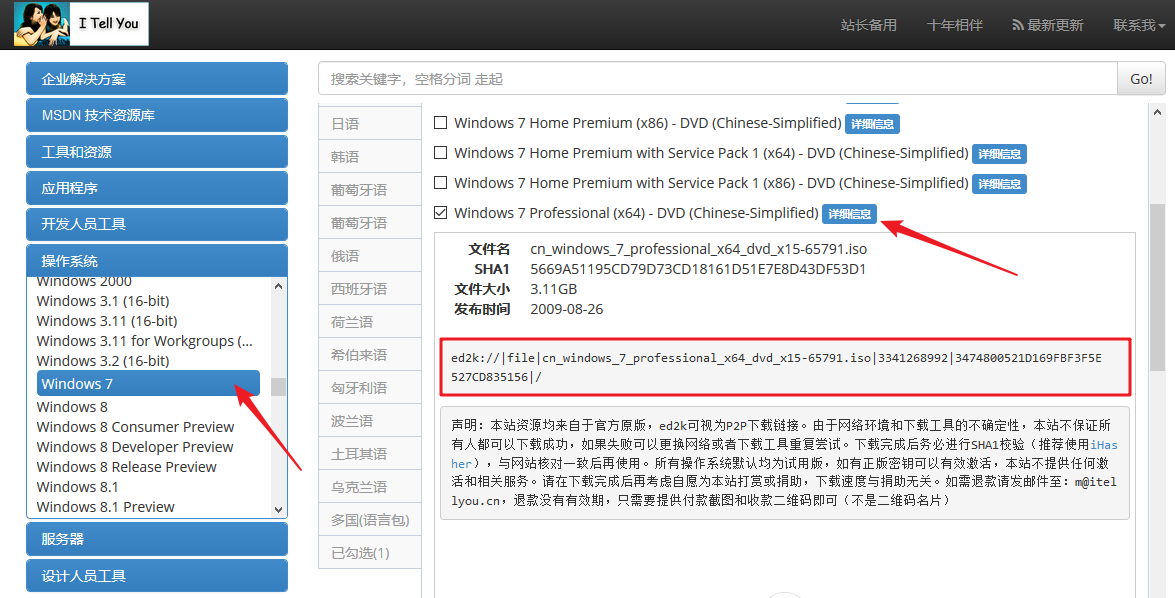 I Tell You
站长备用
十年相伴
最新更新
联系我
企业解决方案
MSDN 技术资源库
工具和资源
应用程序
开发人员工具
操作系统
Windows 2000
Windows 3.1 (16-bit)
Windows 3.11 (16-bit)
Windows 3.11 for Workgroups (...
Windows 3.2 (16-bit)
Windows 7
Windows 8
Windows 8 Consumer Preview
Windows 8 Developer Preview
Windows 8 Release Preview
Windows 8.1
Windows 8.1 Preview
服务器
设计人员工具
搜索关键字，空格分词 走起
Go!
日语
韩语
葡萄牙语
葡萄牙语
俄语
西班牙语
荷兰语
希伯来语
匈牙利语
波兰语
土耳其语
乌克兰语
多国(语言包)
已勾选(1)
Windows 7 Home Premium (x86) - DVD (Chinese-Simplified) 详细信息
Windows 7 Home Premium with Service Pack 1 (x64) - DVD (Chinese-Simplified) 详细信息
Windows 7 Home Premium with Service Pack 1 (x86) - DVD (Chinese-Simplified) 详细信息
Windows 7 Professional (x64) - DVD (Chinese-Simplified) 详细信息
文件名 cn_windows_7_professional_x64_dvd_x15-65791.iso
SHA1 5669A51195CD79D73CD18161D51E7E8D43DF53D1
文件大小 3.11GB
发布时间 2009-08-26
ed2k://|file|cn_windows_7_professional_x64_dvd_x15-65791.iso|3341268992|3474800521D169FBF3F5E
527CD835156|/
声明：本站资源均来自于官方原版，ed2k可视为P2P下载链接。由于网络环境和下载工具的不确定性，本站不保证所
有人都可以下载成功，如果失败可以更换网络或者下载工具重复尝试。下载完成后务必进行SHA1校验（推荐使用iHas
her），与网站核对一致后再使用。所有操作系统默认均为试用版，如有正版密钥可以有效激活，本站不提供任何激
活和相关服务。请在下载完成后再考虑自愿为本站打赏或捐助，下载速度与捐助无关。如需退款请发邮件至：m@itel
lyou.cn，退款没有有效期，只需要提供付款截图和收款二维码即可（不是二维码名片）